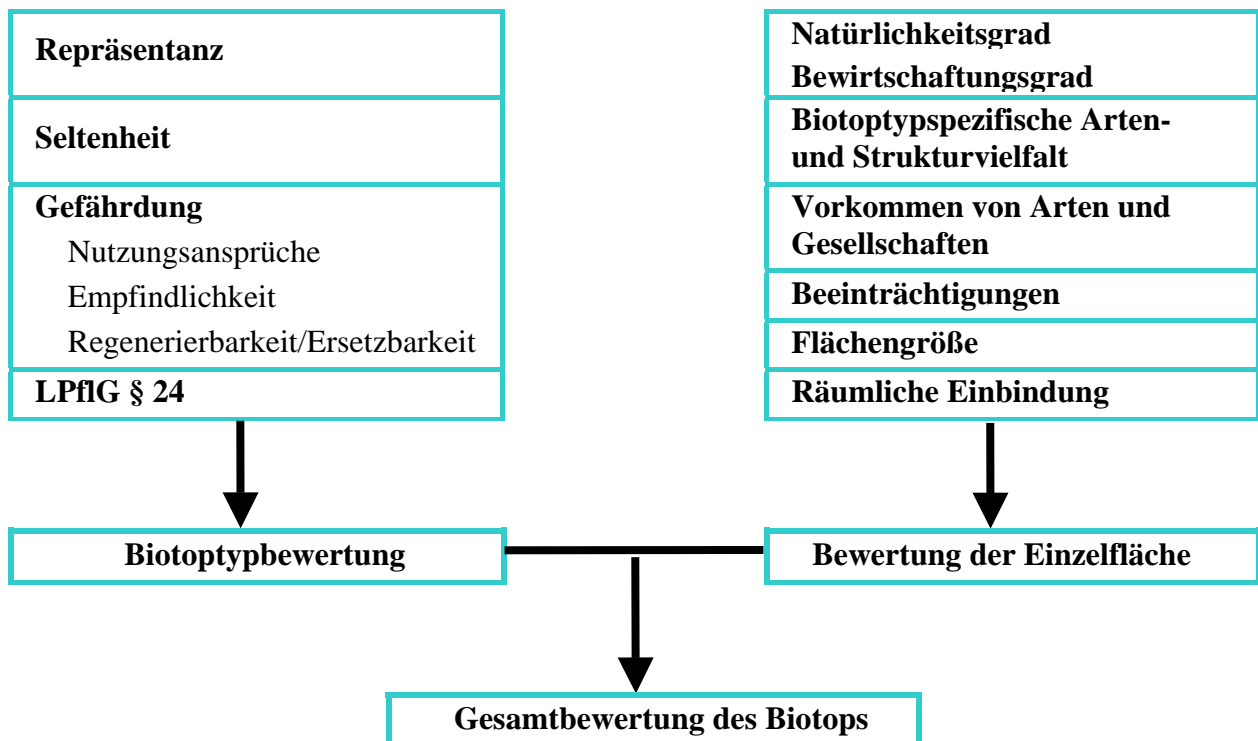 Repräsentanz
Seltenheit
Gefährdung
Nutzungsansprüche
Empfindlichkeit
Regenerierbarkeit/Ersetzbarkeit
LPflG § 24
Natürlichkeitsgrad
Bewirtschaftungsgrad
Biotoptypspezifische Arten-
und Strukturvielfalt
Vorkommen von Arten und
Gesellschaften
Beeinträchtigungen
Flächengröße
Räumliche Einbindung
Biotoptypbewertung
Bewertung der Einzelfläche
Gesamtbewertung des Biotops